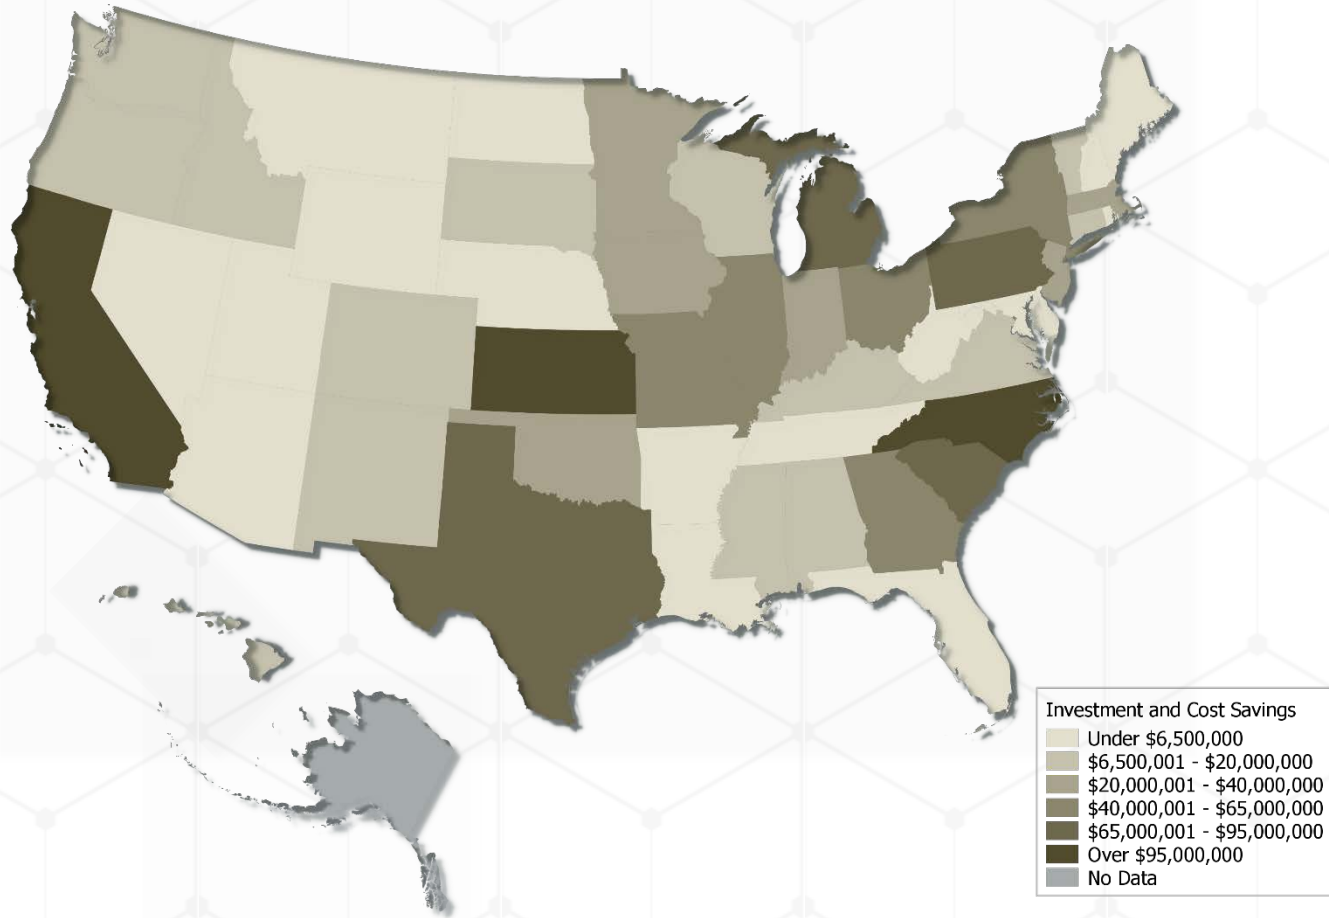 Investment and Cost Savings
Under $6,500,000
$6,500,001 - $20,000,000
$20,000,001 - $40,000,000
$40,000,001 - $65,000,000
$65,000,001 - $95,000,000
Over $95,000,000
No Data